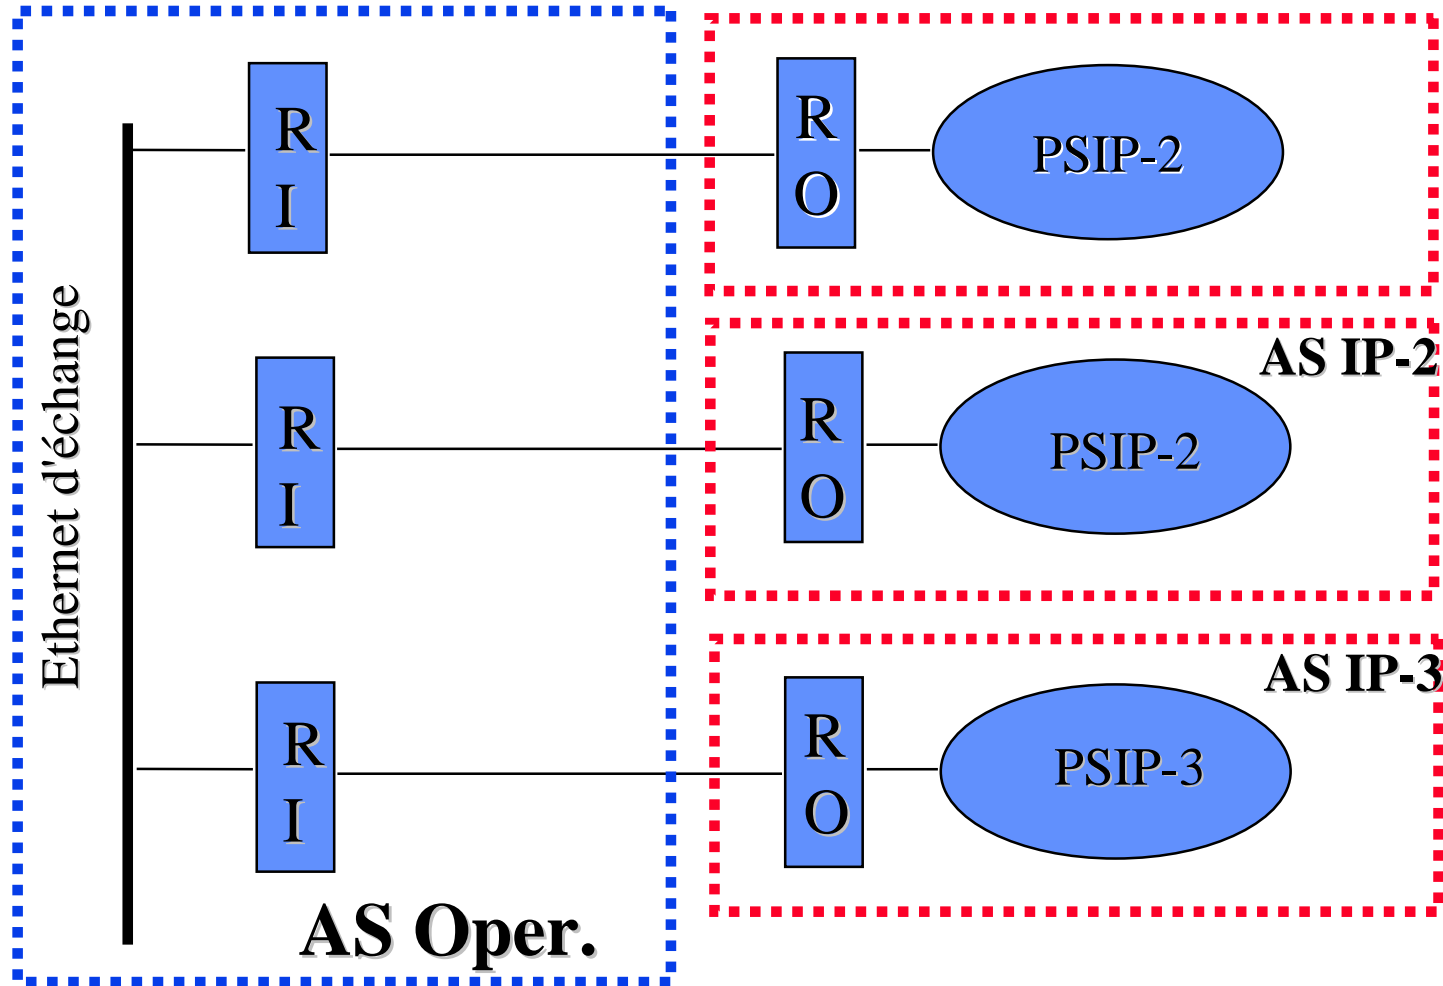 R
I
R
O
PSIP-2
Ethernet d'échange
AS IP-2
R
I
R
O
PSIP-2
AS IP-3
R
I
R
O
PSIP-3
AS Oper.